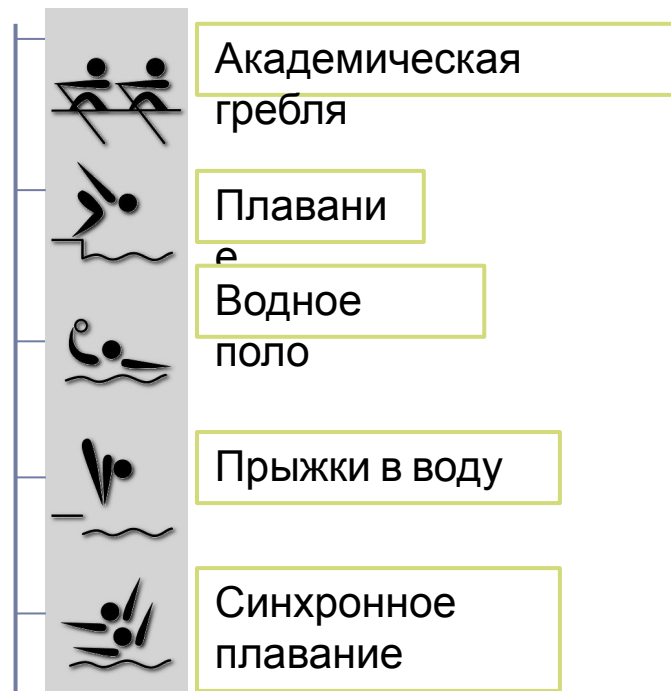 Академическая
гребля
Плавани
е
Водное
поло
Прыжки в воду
Синхронное
плавание